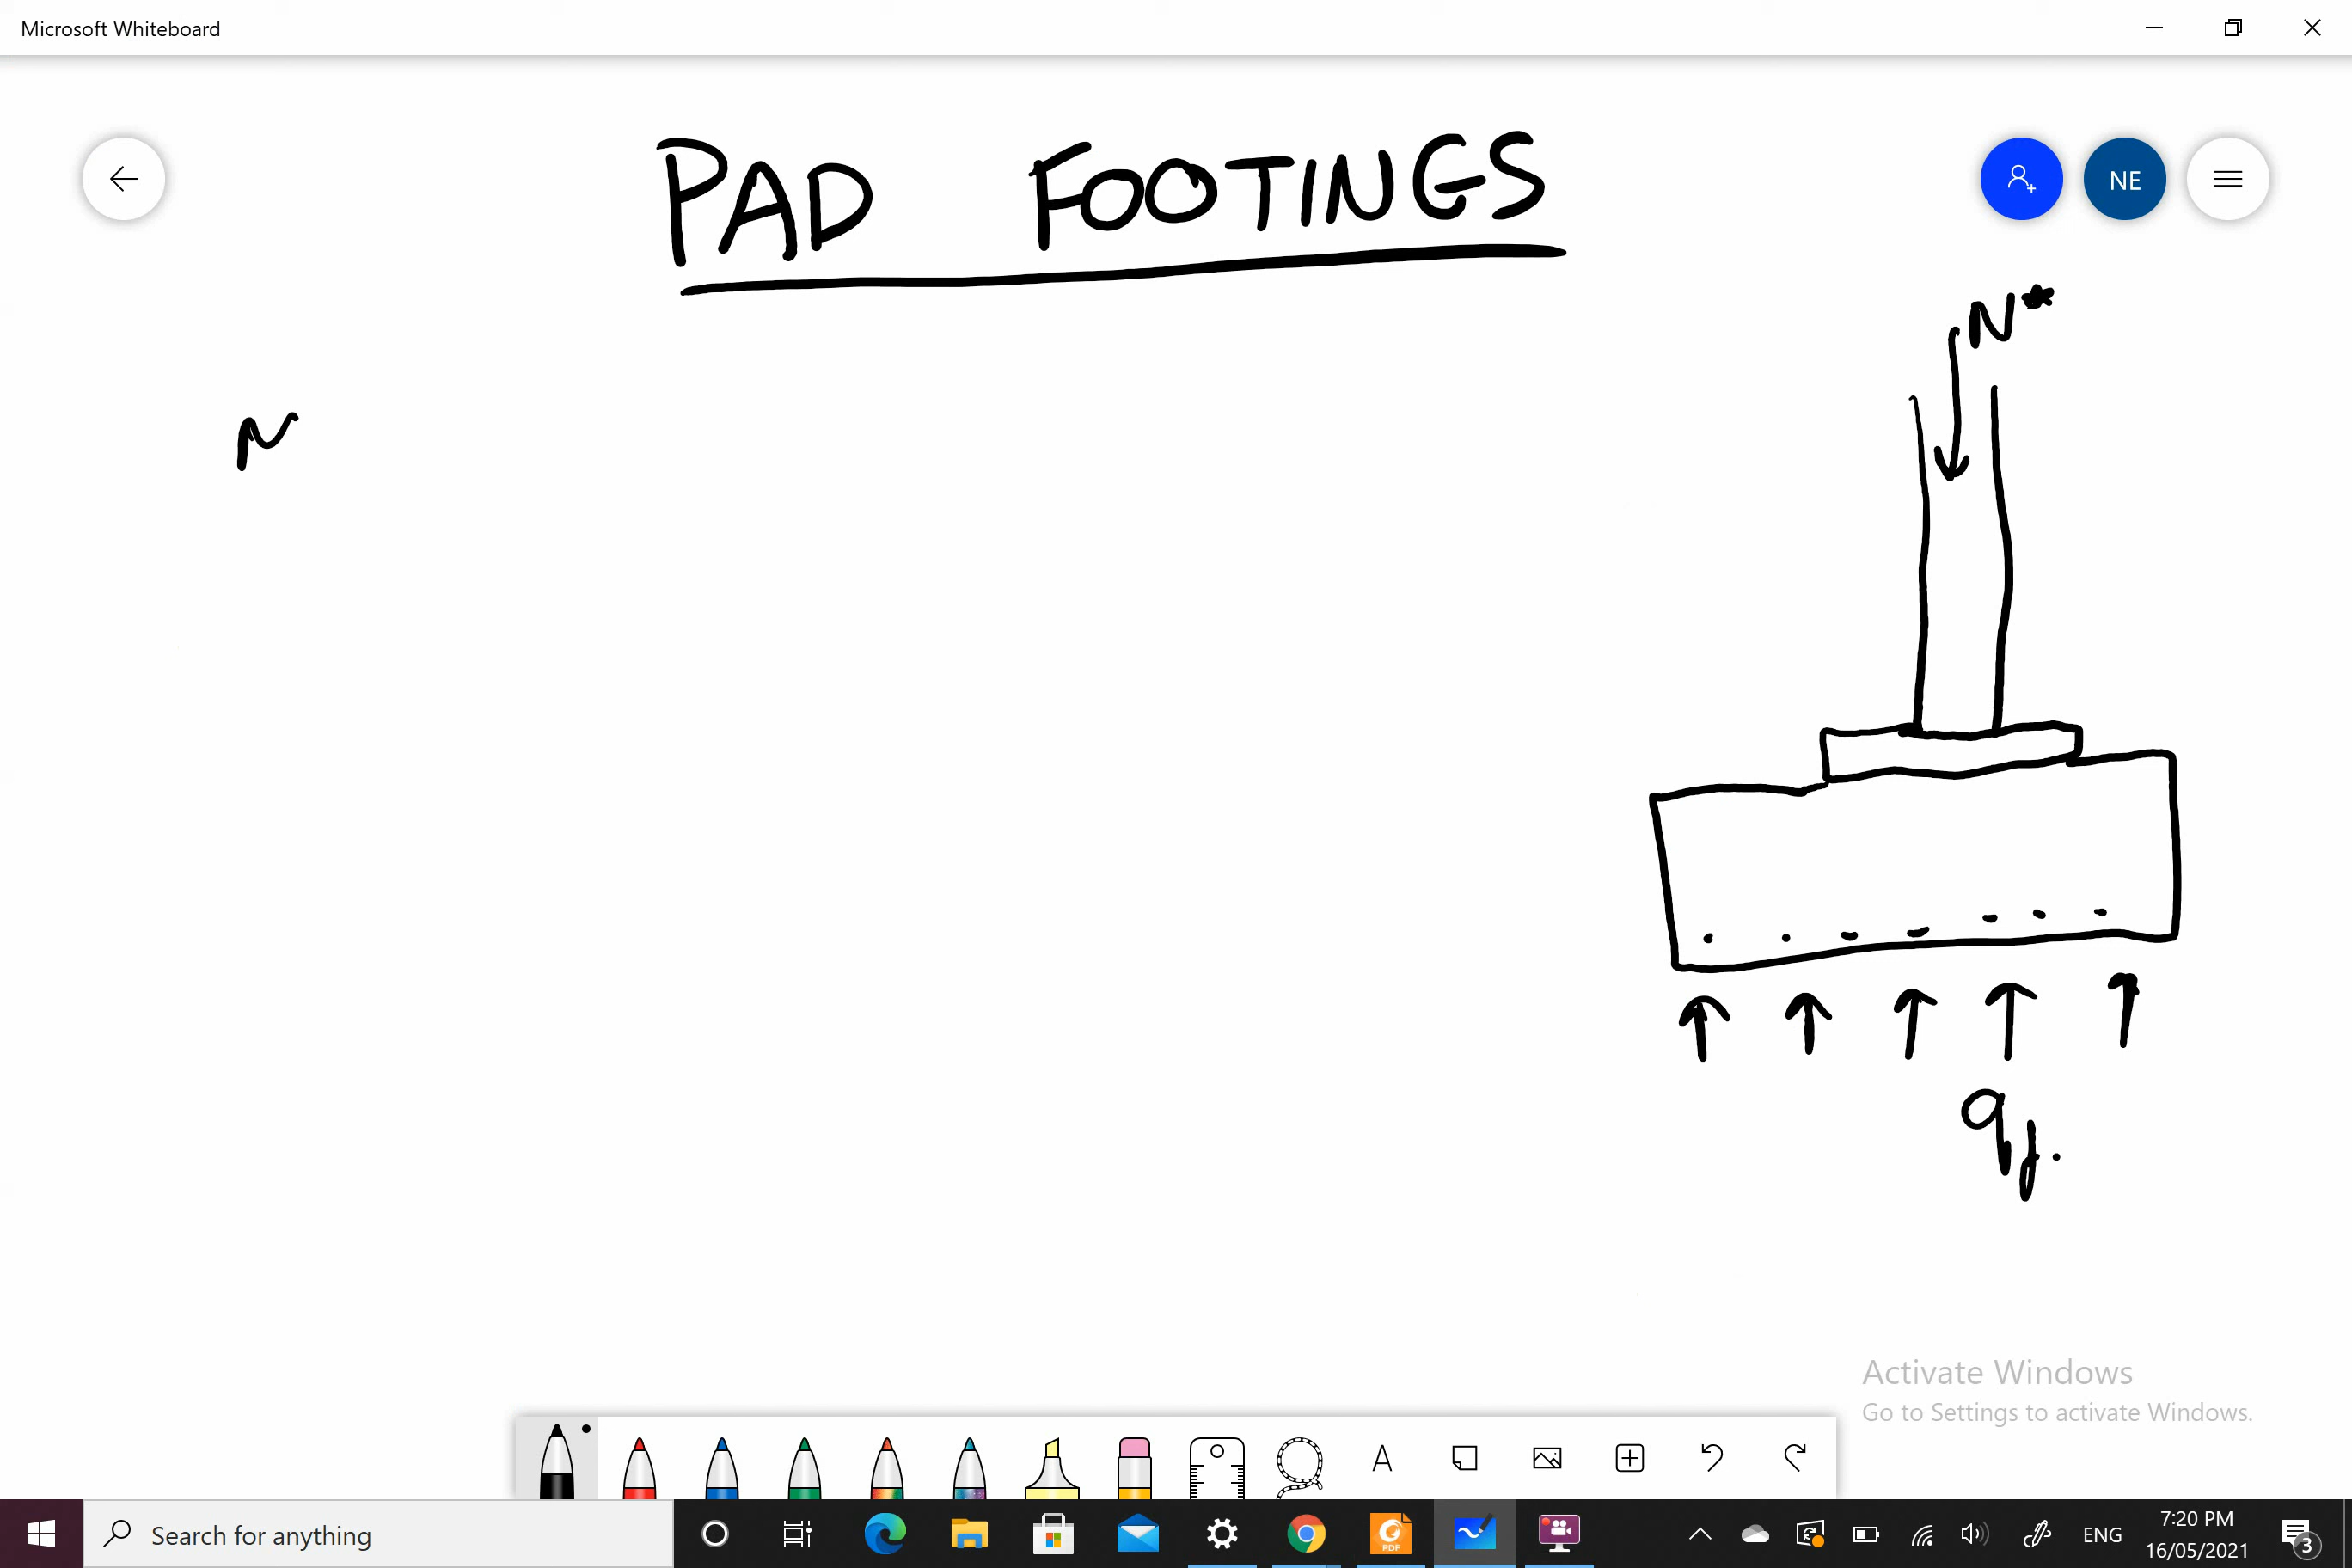 Microsoft Whiteboard
PAD FOOTINGS
NE
N*
N
qf.
Activate Windows
Go to Settings to activate Windows.
A
Search for anything
PDF
ENG
7:20 PM
16/05/2021
3